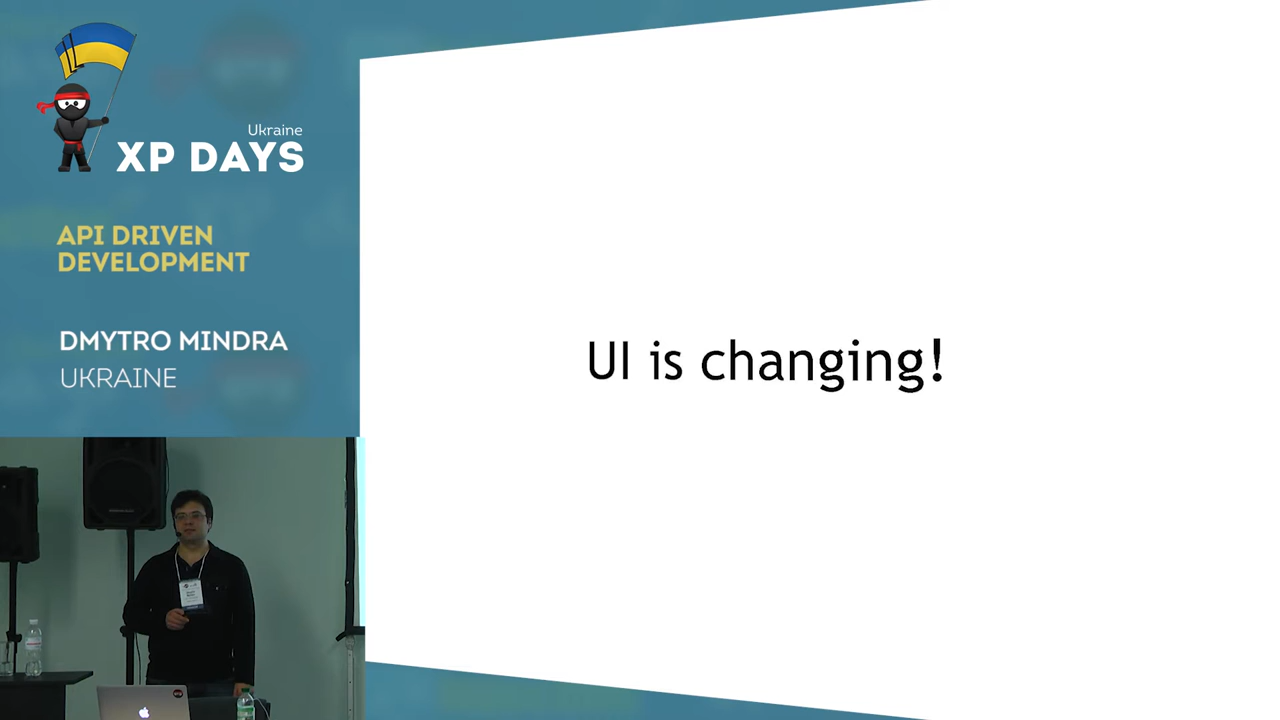 Ukraine
XP DAYS
API DRIVEN
DEVELOPMENT
DMYTRO MINDRA
UKRAINE
UI is changing!